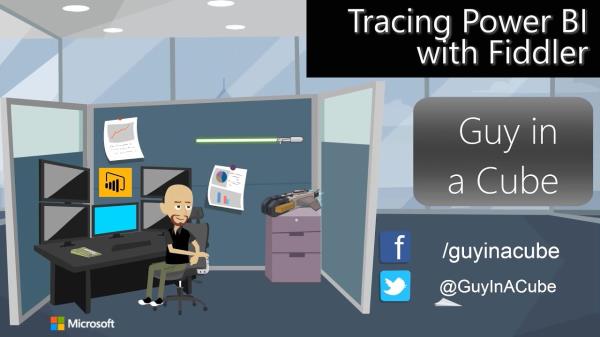 Tracing Power BI
with Fiddler
Guy in
a Cube
f /guyinacube
@GuyInACube
Microsoft